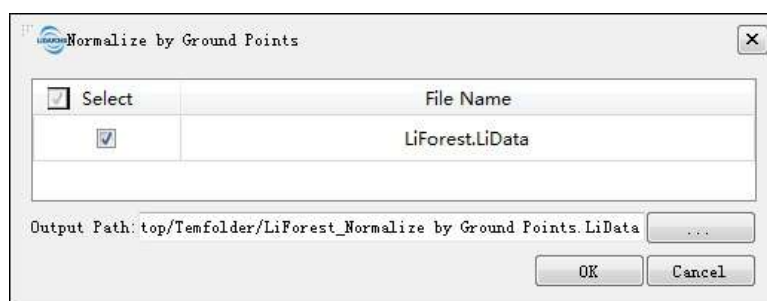 Normalize by Ground Points
Select File Name
LiForest.LiData
Output Path: top/Temfolder/LiForest_Normalize by Ground Points.LiData ...
OK Cancel